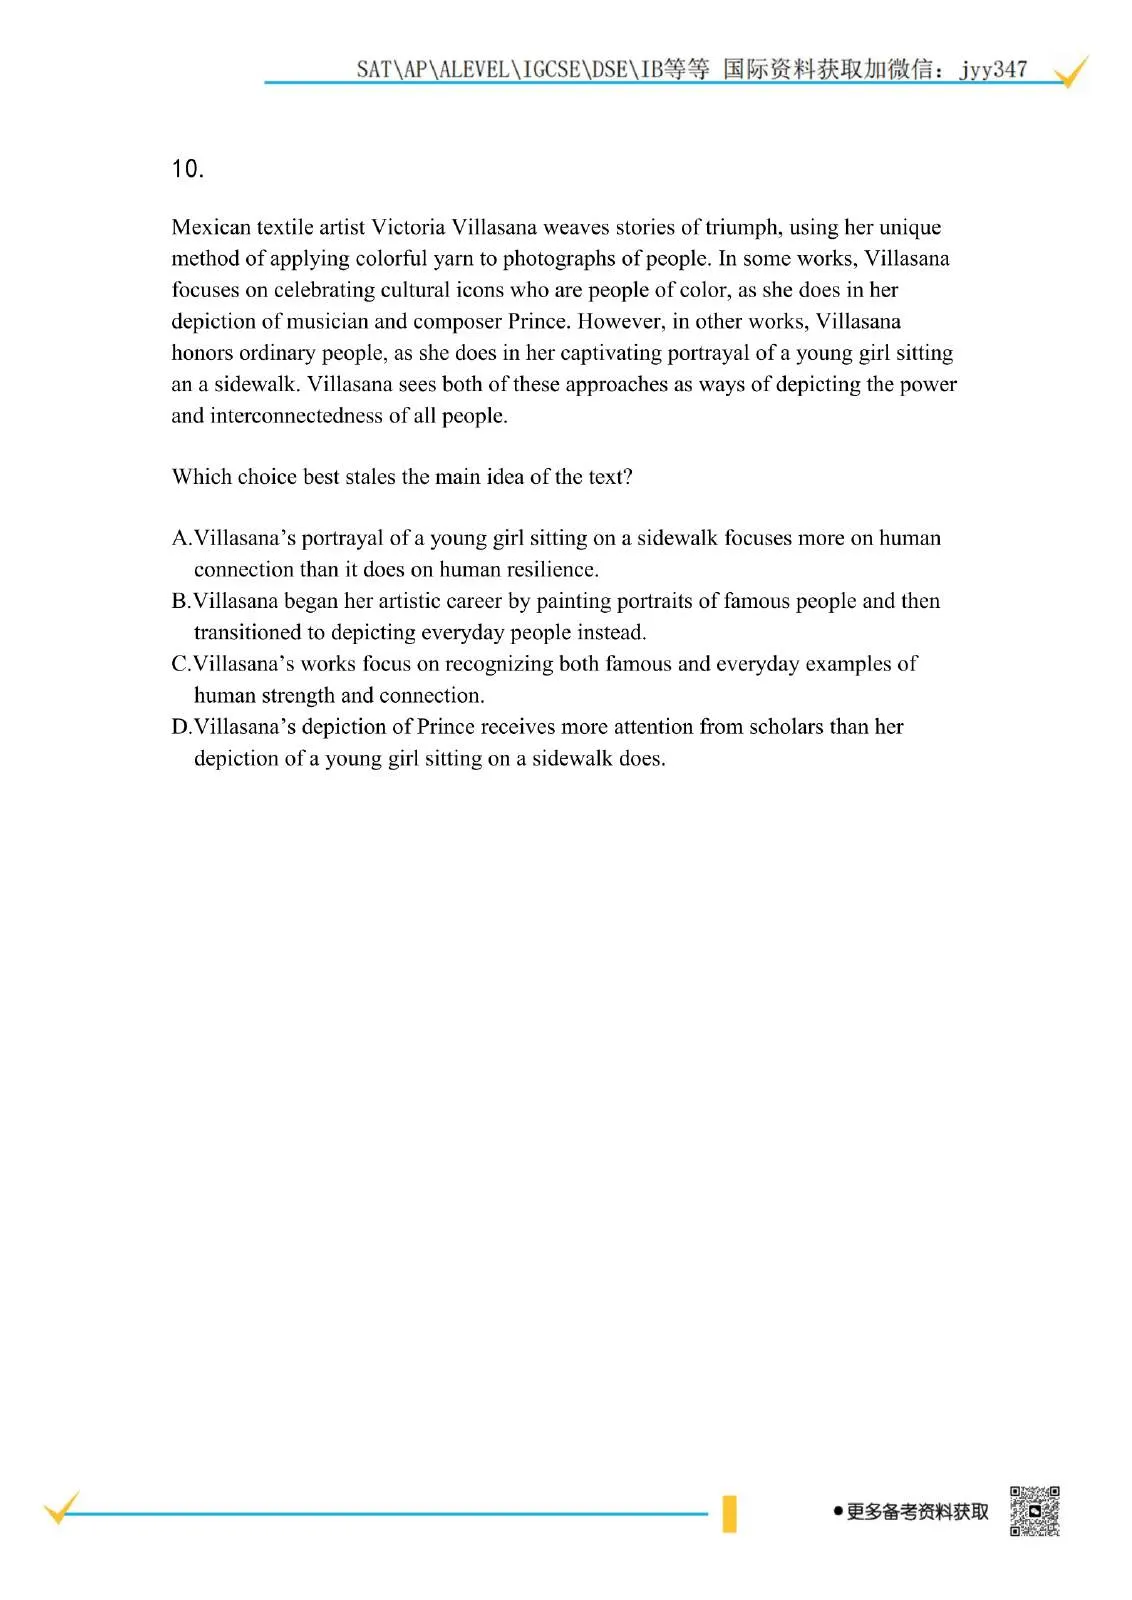 SAT\AP\ALEVEL\IGCSE\DSE\IB等等 国际资料获取加微信：jyy347
10.
Mexican textile artist Victoria Villasana weaves stories of triumph, using her unique
method of applying colorful yarn to photographs of people. In some works, Villasana
focuses on celebrating cultural icons who are people of color, as she does in her
depiction of musician and composer Prince. However, in other works, Villasana
honors ordinary people, as she does in her captivating portrayal of a young girl sitting
an a sidewalk. Villasana sees both of these approaches as ways of depicting the power
and interconnectedness of all people.
Which choice best stales the main idea of the text?
A.Villasana’s portrayal of a young girl sitting on a sidewalk focuses more on human
connection than it does on human resilience.
B.Villasana began her artistic career by painting portraits of famous people and then
transitioned to depicting everyday people instead.
C.Villasana’s works focus on recognizing both famous and everyday examples of
human strength and connection.
D.Villasana’s depiction of Prince receives more attention from scholars than her
depiction of a young girl sitting on a sidewalk does.
●更多备考资料获取